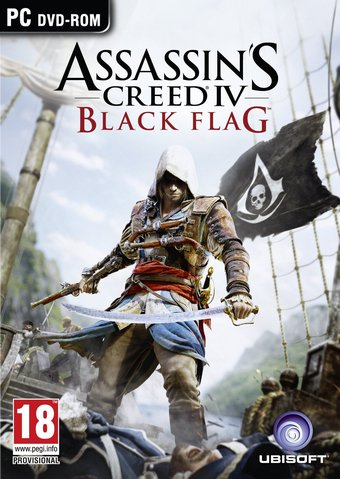 PC DVD-ROM
ASSASSIN'S
CREED IV
BLACK FLAG
18
www.pegi.info
PROVISIONAL
UBISOFT